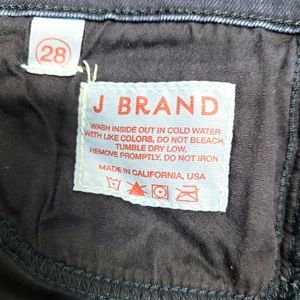 28
J BRAND
WASH INSIDE OUT IN COLD WATER
WITH LIKE COLORS, DO NOT BLEACH,
TUMBLE DRY LOW,
REMOVE PROMPTLY, DO NOT IRON
MADE IN CALIFORNIA, USA